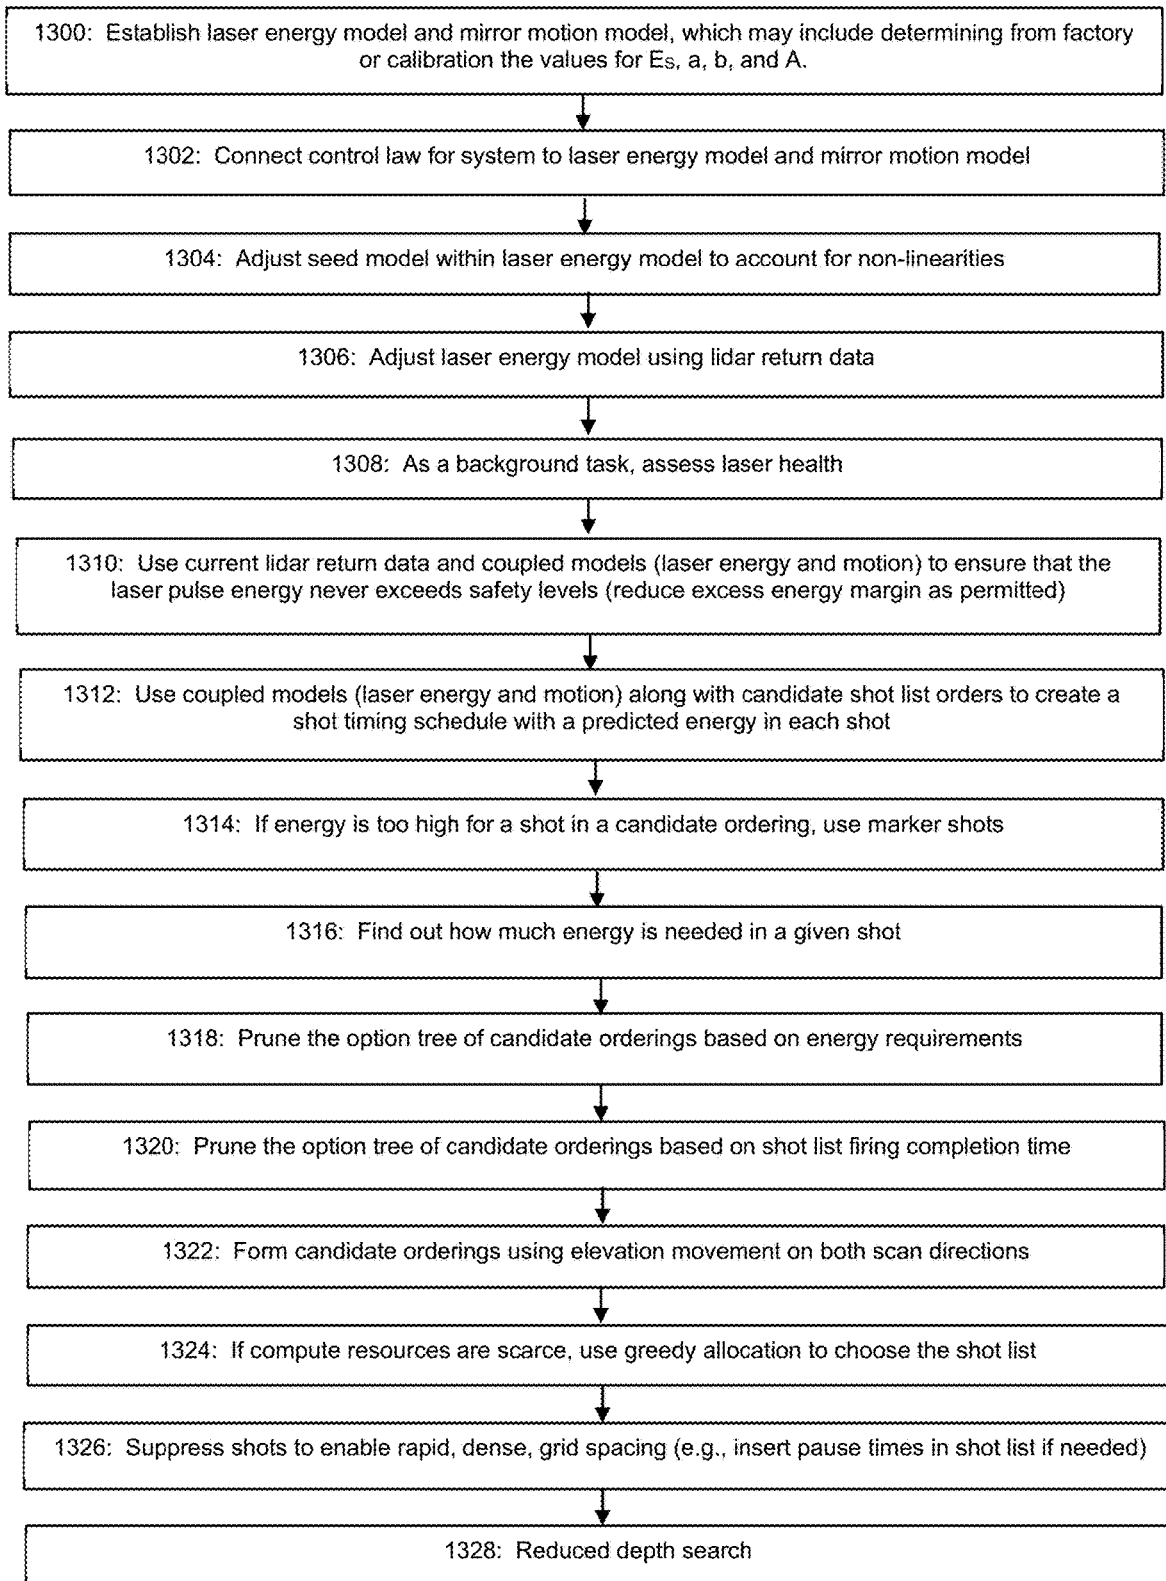 1300: Establish laser energy model and mirror motion model, which may include determining from factory
or calibration the values for Es, a, b, and A.
1302: Connect control law for system to laser energy model and mirror motion model
1304: Adjust seed model within laser energy model to account for non-linearities
1306: Adjust laser energy model using lidar return data
1308: As a background task, assess laser health
1310: Use current lidar return data and coupled models (laser energy and motion) to ensure that the
laser pulse energy never exceeds safety levels (reduce excess energy margin as permitted)
1312: Use coupled models (laser energy and motion) along with candidate shot list orders to create a
shot timing schedule with a predicted energy in each shot
1314: If energy is too high for a shot in a candidate ordering, use marker shots
1316: Find out how much energy is needed in a given shot
1318: Prune the option tree of candidate orderings based on energy requirements
1320: Prune the option tree of candidate orderings based on shot list firing completion time
1322: Form candidate orderings using elevation movement on both scan directions
1324: If compute resources are scarce, use greedy allocation to choose the shot list
1326: Suppress shots to enable rapid, dense, grid spacing (e.g., insert pause times in shot list if needed)
1328: Reduced depth search